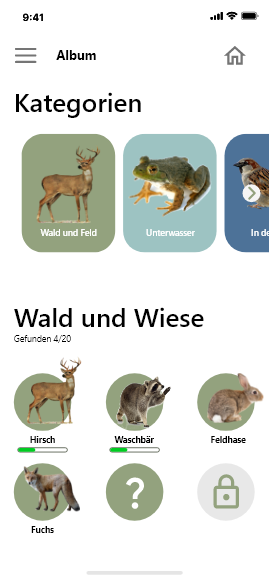 9:41
Album
Kategorien
Wald und Feld
Unterwasser
In de
Wald und Wiese
Gefunden 4/20
Hirsch
Waschbär
Feldhase
?
Fuchs